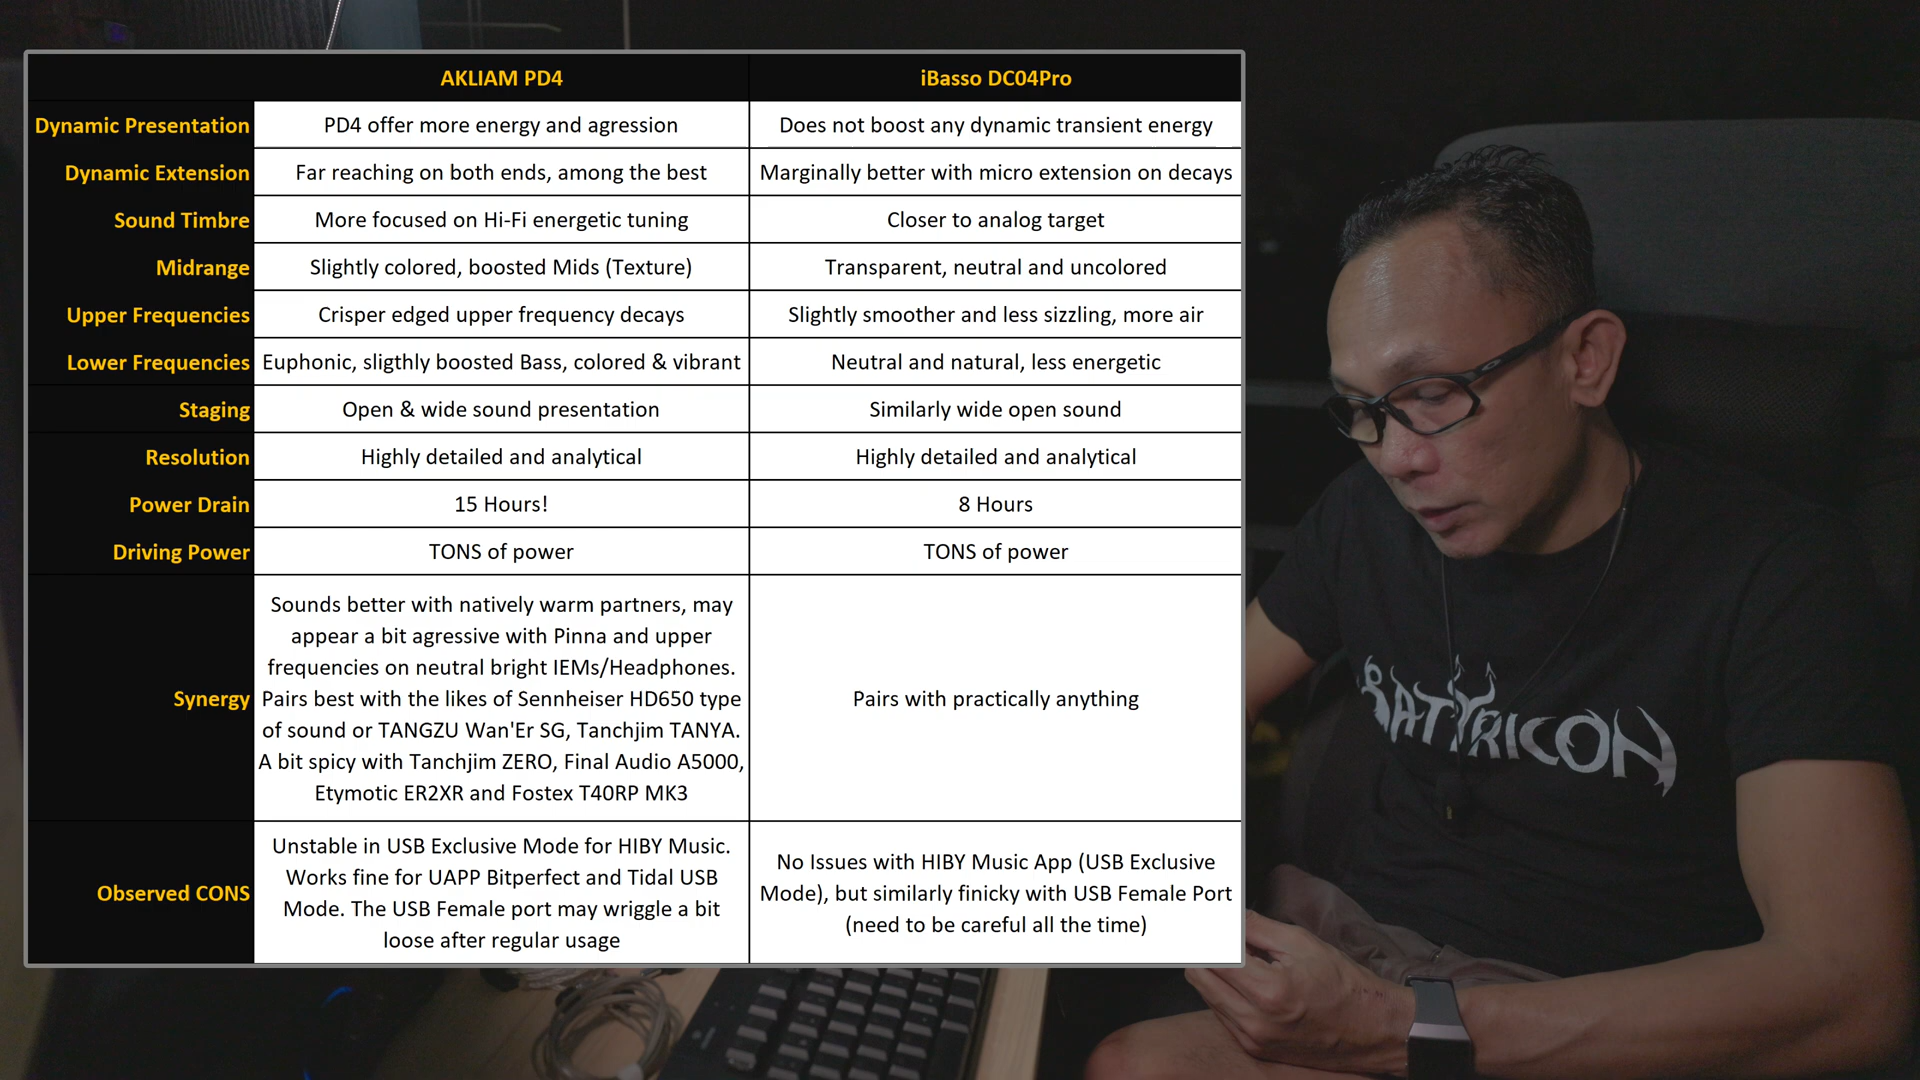 AKLIAM PD4 iBasso DC04Pro
Dynamic Presentation PD4 offer more energy and agression Does not boost any dynamic transient energy
Dynamic Extension Far reaching on both ends, among the best Marginally better with micro extension on decays
Sound Timbre More focused on Hi-Fi energetic tuning Closer to analog target
Midrange Slightly colored, boosted Mids (Texture) Transparent, neutral and uncolored
Upper Frequencies Crisper edged upper frequency decays Slightly smoother and less sizzling, more air
Lower Frequencies Euphonic, sligthly boosted Bass, colored & vibrant Neutral and natural, less energetic
Staging Open & wide sound presentation Similarly wide open sound
Resolution Highly detailed and analytical Highly detailed and analytical
Power Drain 15 Hours! 8 Hours
Driving Power TONS of power TONS of power
Synergy
Sounds better with natively warm partners, may
appear a bit agressive with Pinna and upper
frequencies on neutral bright IEMs/Headphones.
Pairs best with the likes of Sennheiser HD650 type
of sound or TANGZU Wan'Er SG, Tanchjim TANYA.
A bit spicy with Tanchjim ZERO, Final Audio A5000,
Etymotic ER2XR and Fostex T40RP MK3
Pairs with practically anything
Observed CONS
Unstable in USB Exclusive Mode for HIBY Music.
Works fine for UAPP Bitperfect and Tidal USB
Mode. The USB Female port may wriggle a bit
loose after regular usage
No Issues with HIBY Music App (USB Exclusive
Mode), but similarly finicky with USB Female Port
(need to be careful all the time)
SATYRICON